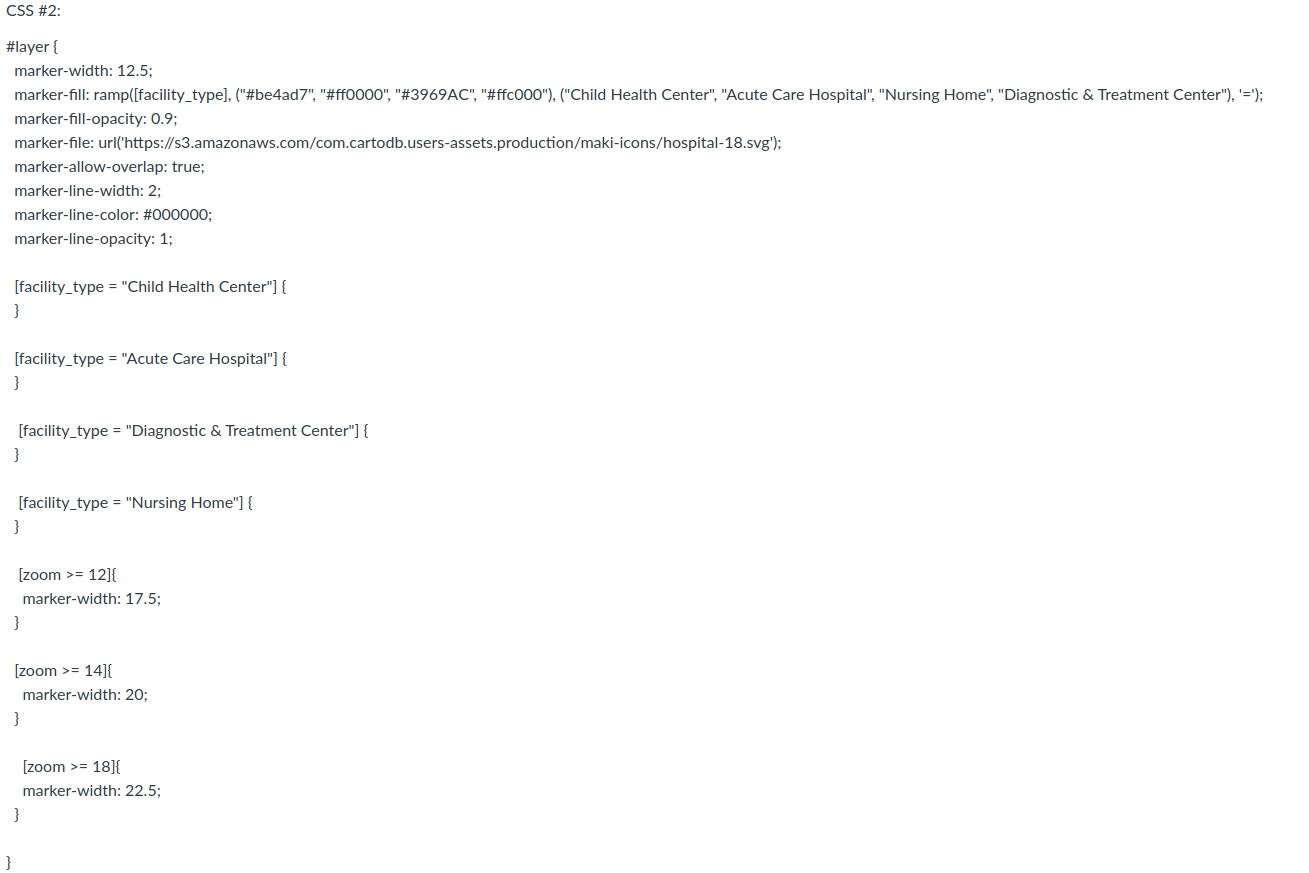 CSS #2:
#layer {
marker-width: 12.5;
marker-fill: ramp([facility_type], ("#be4ad7", "#ff0000", "#3969AC", "#ffc000"), ("Child Health Center", "Acute Care Hospital", "Nursing Home", "Diagnostic & Treatment Center"), '=');
marker-fill-opacity: 0.9;
marker-file: url('https://s3.amazonaws.com/com.cartodb.users-assets.production/maki-icons/hospital-18.svg');
marker-allow-overlap: true;
marker-line-width: 2;
marker-line-color: #000000;
marker-line-opacity: 1;
[facility_type = "Child Health Center"] {
}
[facility_type = "Acute Care Hospital"] {
}
[facility_type = "Diagnostic & Treatment Center"] {
}
[facility_type = "Nursing Home"] {
}
[zoom >= 12]{
marker-width: 17.5;
}
[zoom >= 14]{
marker-width: 20;
}
[zoom >= 18]{
marker-width: 22.5;
}
}